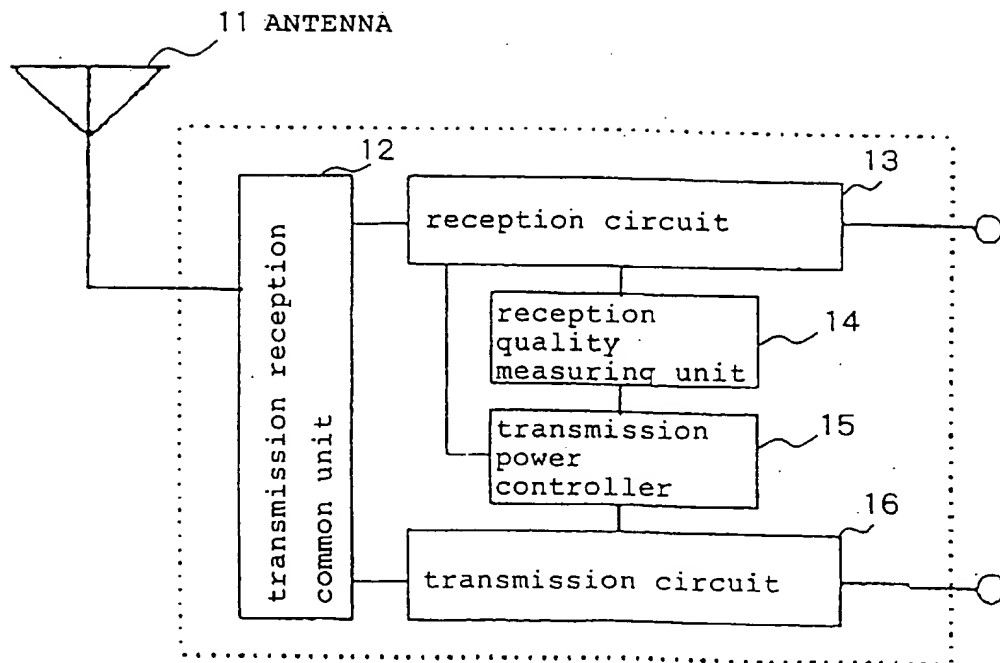 11 ANTENNA
12
13
transmission reception
common unit
reception circuit
reception
quality
measuring unit
14
transmission
power
controller
15
16
transmission circuit